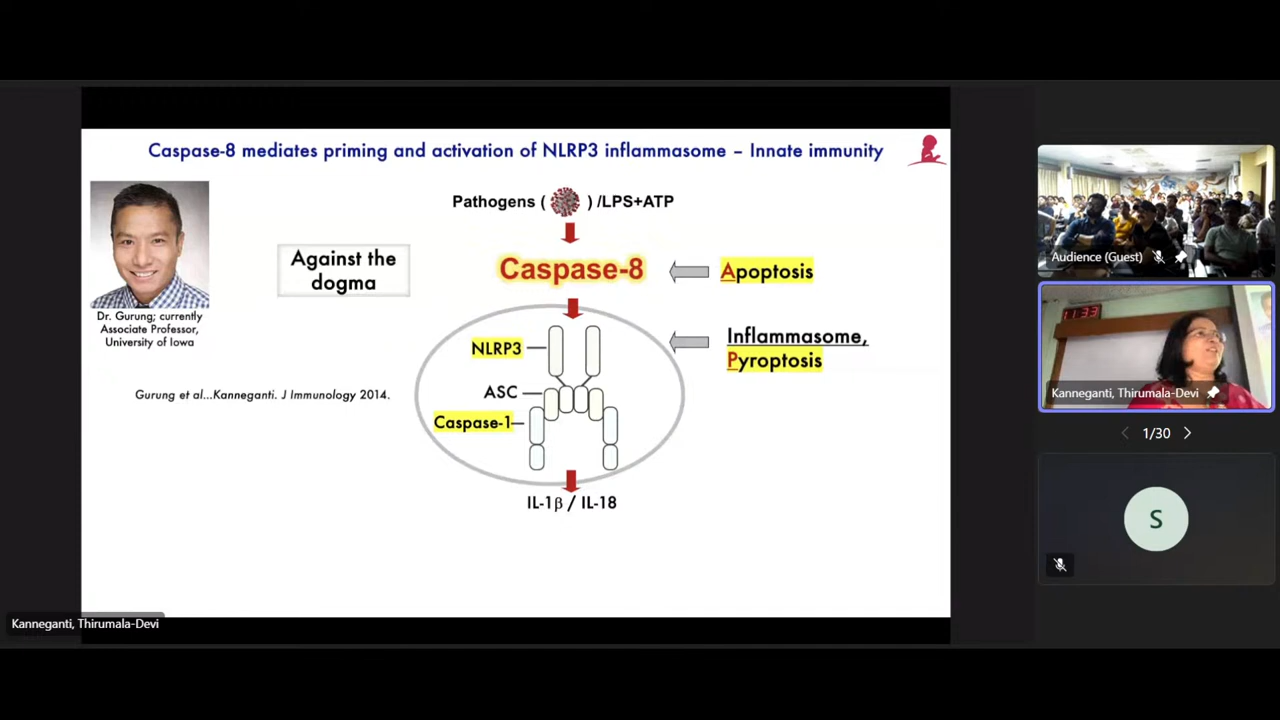 Caspase-8 mediates priming and activation of NLRP3 inflammasome – Innate immunity
Pathogens ( ) /LPS+ATP
Against the
dogma
Caspase-8
Apoptosis
Dr. Gurung; currently
Associate Professor,
University of Iowa
NLRP3
Inflammasome,
Pyroptosis
Gurung et al...Kanneganti. J Immunology 2014.
ASC
Caspase-1
IL-1β / IL-18
Audience (Guest)
11:33
Kanneganti, Thirumala-Devi
1/30
S
Kanneganti, Thirumala-Devi